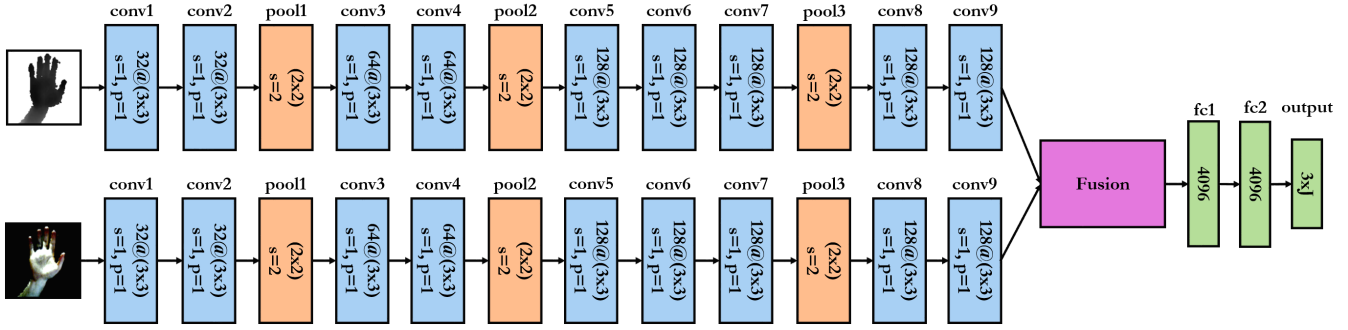 conv1 conv2 pool1 conv3 conv4 pool2 conv5 conv6 conv7 pool3 conv8 conv9
32@(3x3)
s=1, p=1
32@(3x3)
s=1, p=1
(2x2)
s=2
64@(3x3)
s=1, p=1
64@(3x3)
s=1, p=1
(2x2)
s=2
128@(3x3)
s=1, p=1
128@(3x3)
s=1, p=1
128@(3x3)
s=1, p=1
(2x2)
s=2
128@(3x3)
s=1, p=1
128@(3x3)
s=1, p=1
conv1 conv2 pool1 conv3 conv4 pool2 conv5 conv6 conv7 pool3 conv8 conv9
32@(3x3)
s=1, p=1
32@(3x3)
s=1, p=1
(2x2)
s=2
64@(3x3)
s=1, p=1
64@(3x3)
s=1, p=1
(2x2)
s=2
128@(3x3)
s=1, p=1
128@(3x3)
s=1, p=1
128@(3x3)
s=1, p=1
(2x2)
s=2
128@(3x3)
s=1, p=1
128@(3x3)
s=1, p=1
Fusion
fc1 fc2 output
4096
4096
3xJ